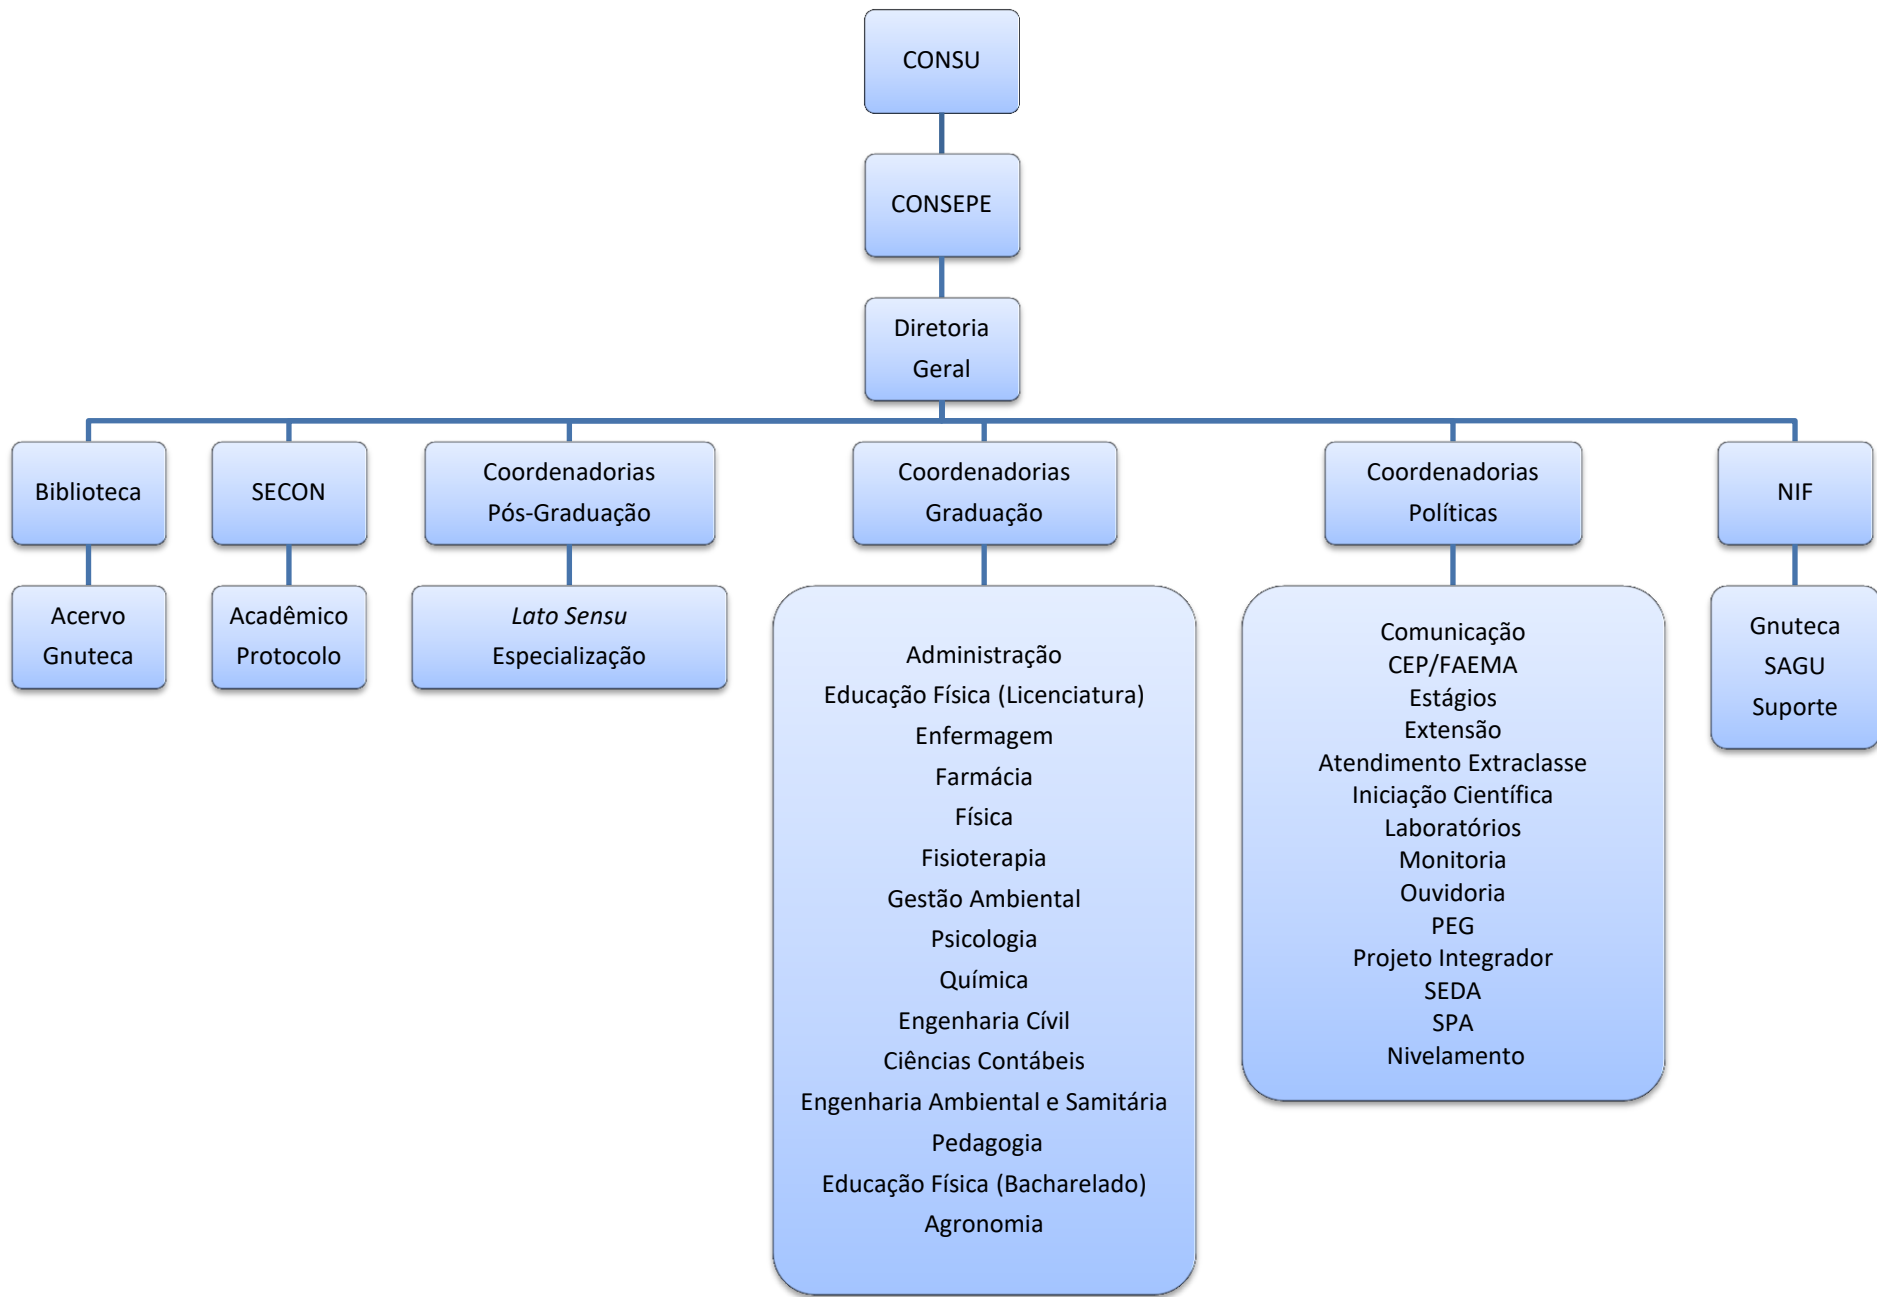 CONSU
CONSEPE
Diretoria
Geral
Biblioteca
SECON
Coordenadorias
Pós-Graduação
Coordenadorias
Graduação
Coordenadorias
Políticas
NIF
Acervo
Gnuteca
Acadêmico
Protocolo
Lato Sensu
Especialização
Administração
Educação Física (Licenciatura)
Enfermagem
Farmácia
Física
Fisioterapia
Gestão Ambiental
Psicologia
Química
Engenharia Cívil
Ciências Contábeis
Engenharia Ambiental e Samitária
Pedagogia
Educação Física (Bacharelado)
Agronomia
Comunicação
CEP/FAEMA
Estágios
Extensão
Atendimento Extraclasse
Iniciação Científica
Laboratórios
Monitoria
Ouvidoria
PEG
Projeto Integrador
SEDA
SPA
Nivelamento
Gnuteca
SAGU
Suporte